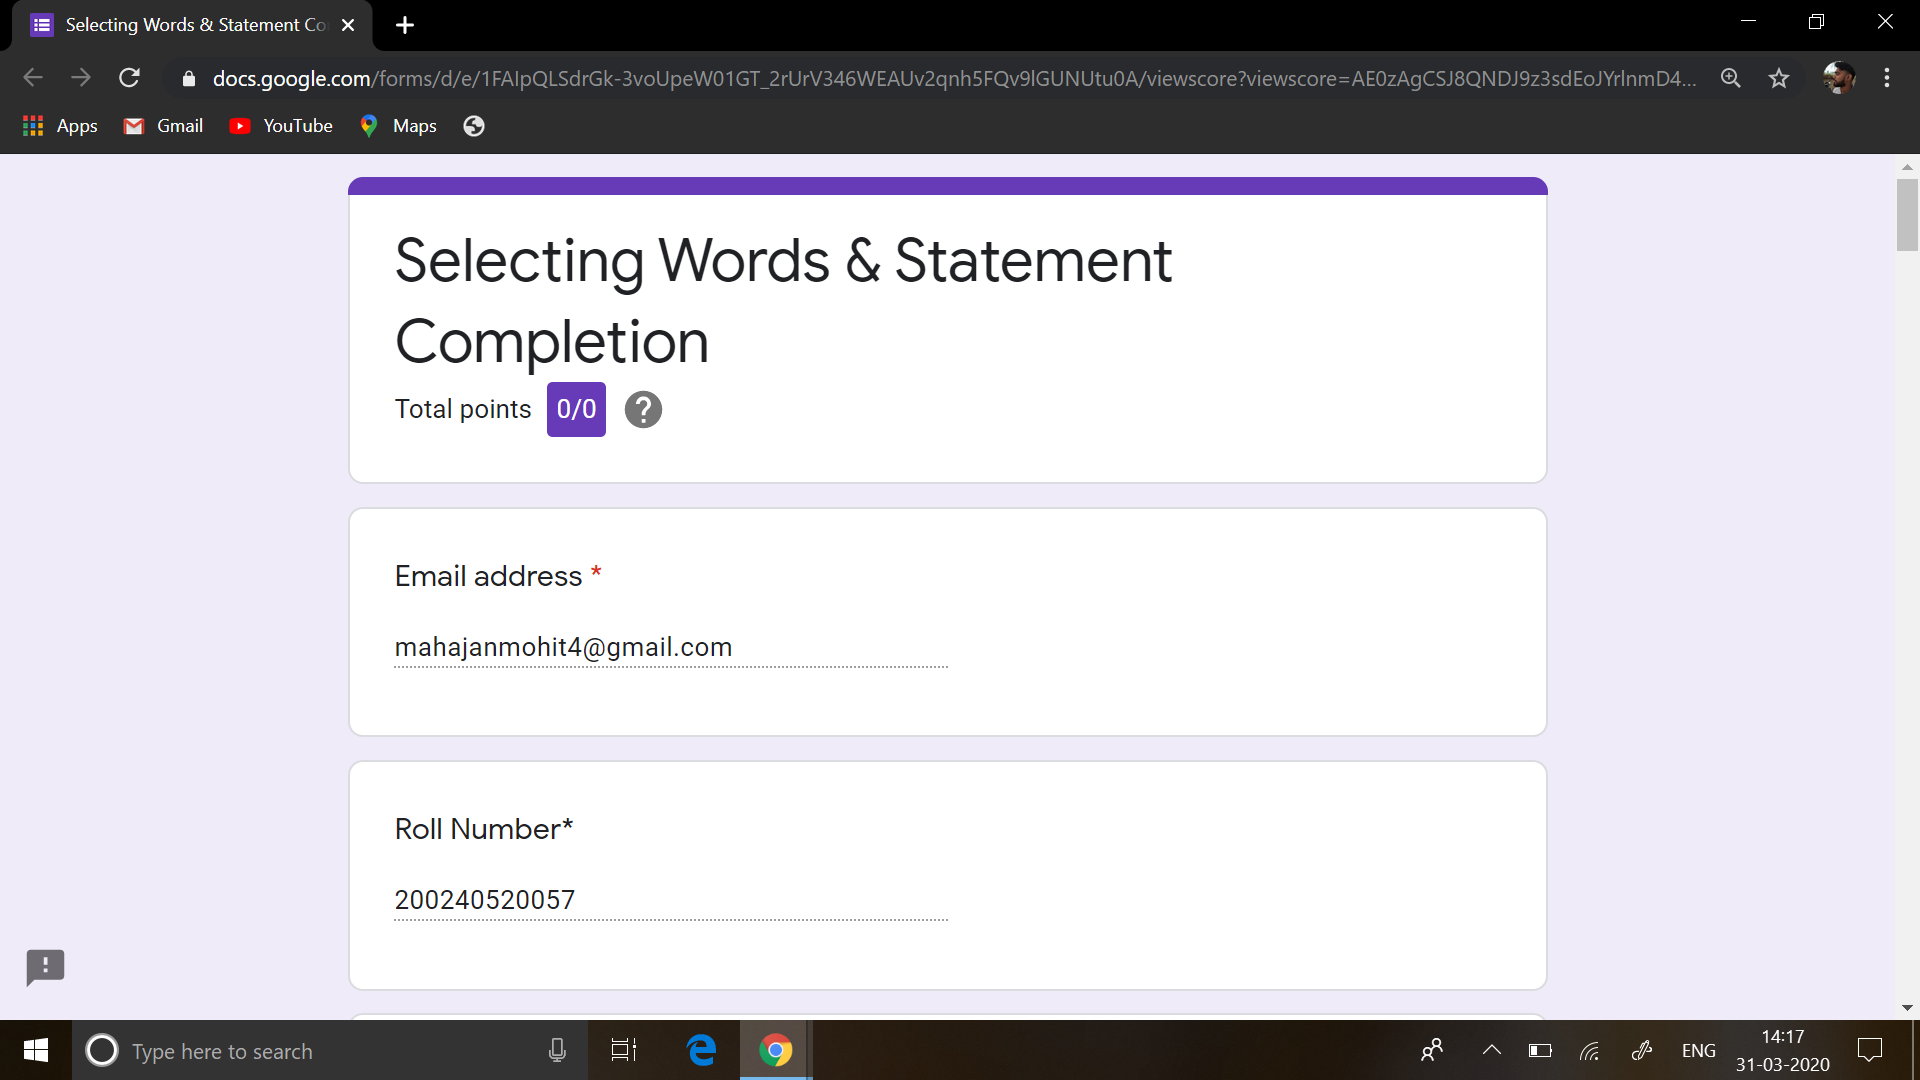 Selecting Words & Statement Co
docs.google.com/forms/d/e/1FAIpQLSdrGk-3voUpeW01GT_2rUrV346WEAUv2qnh5FQv9lGUNUtu0A/viewscore?viewscore=AE0zAgCSJ8QNDJ9z3sdEoJYrlnmD4...
Apps Gmail YouTube Maps
Selecting Words & Statement
Completion
Total points 0/0
Email address *
mahajanmohit4@gmail.com
Roll Number*
200240520057
Type here to search
ENG
14:17
31-03-2020